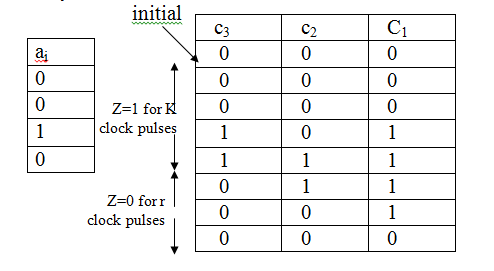 initial
c3 c2 C1
0 0 0
0 0 0
0 0 0
1 0 1
1 1 1
0 1 1
0 0 1
0 0 0
ai
0
0
1
0
Z=1 for K
clock pulses
Z=0 for r
clock pulses